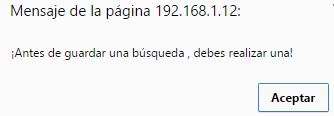 Mensaje de la página 192.168.1.12:
¡Antes de guardar una búsqueda , debes realizar una!
Aceptar